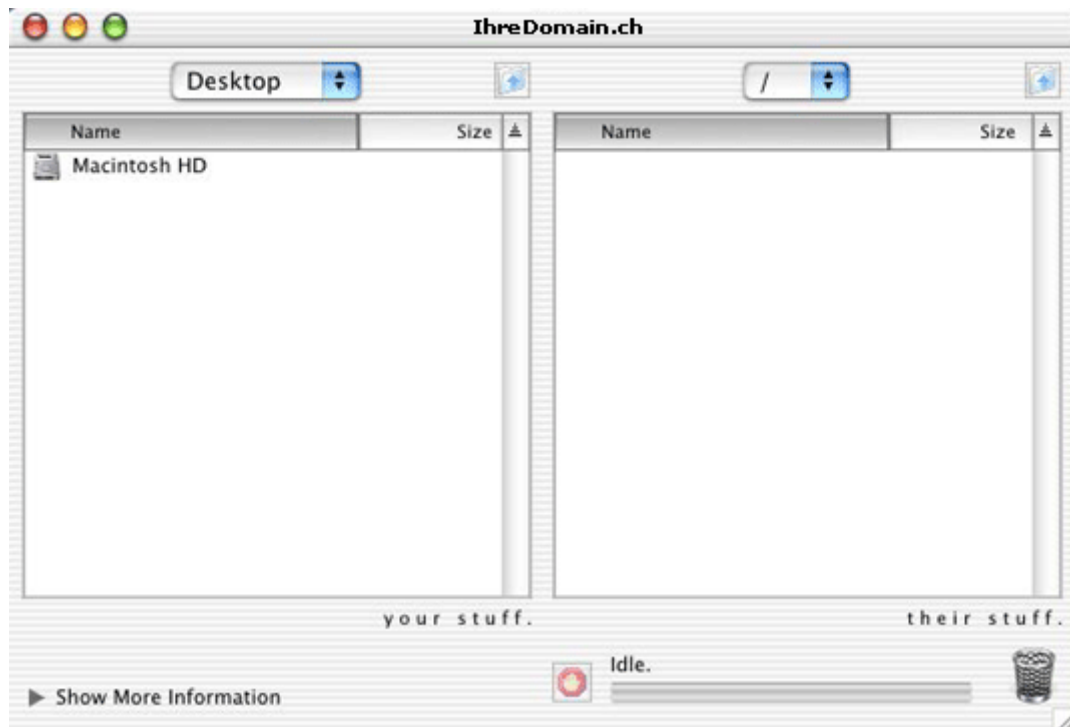 IhreDomain.ch
Desktop
/
Name Size
Name Size
Macintosh HD
your stuff.
their stuff.
Idle.
Show More Information